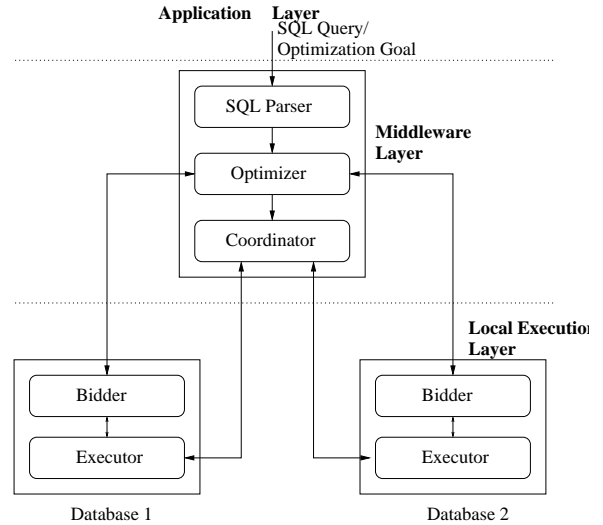 Application Layer
SQL Query/
Optimization Goal
SQL Parser
Middleware
Layer
Optimizer
Coordinator
Local Execution
Layer
Bidder
Bidder
Executor
Executor
Database 1
Database 2